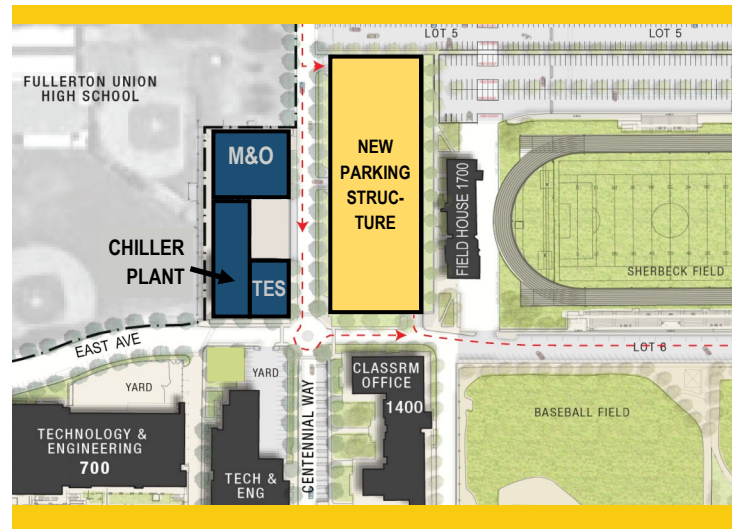 LOT 5
LOT 5
FULLERTON UNION
HIGH SCHOOL
M&O
NEW
PARKING
STRUC-
TURE
FIELD HOUSE 1700
CHILLER
PLANT
TES
SHERBECK FIELD
EAST AVE
LOT 6
YARD
YARD
CENTENNIAL WAY
CLASSRM
OFFICE
1400
BASEBALL FIELD
TECHNOLOGY &
ENGINEERING
700
TECH &
ENG